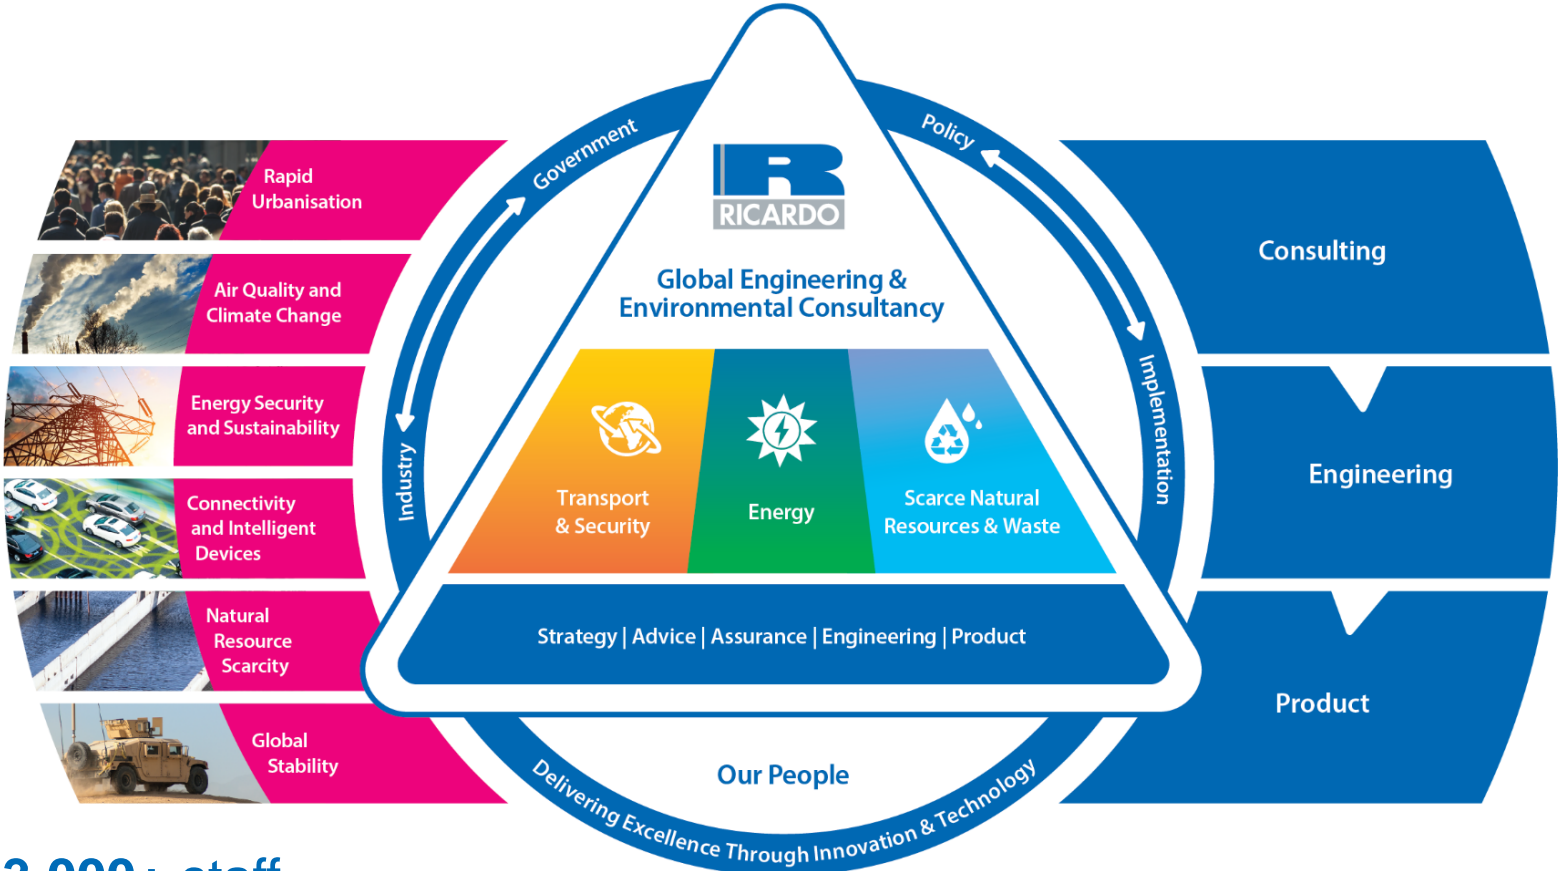 Rapid
Urbanisation
Air Quality and
Climate Change
Energy Security
and Sustainability
Connectivity
and Intelligent
Devices
Natural
Resource
Scarcity
Global
Stability
Government
Industry
Policy
Implementation
RICARDO
Global Engineering &
Environmental Consultancy
Transport
& Security
Energy
Scarce Natural
Resources & Waste
Strategy | Advice | Assurance | Engineering | Product
Our People
Delivering Excellence Through Innovation & Technology
Consulting
Engineering
Product
staff